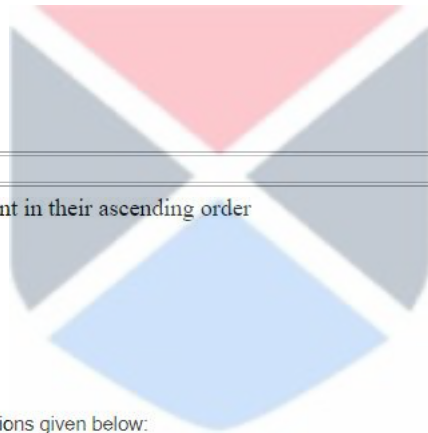 nt in their ascending order
ions given below: